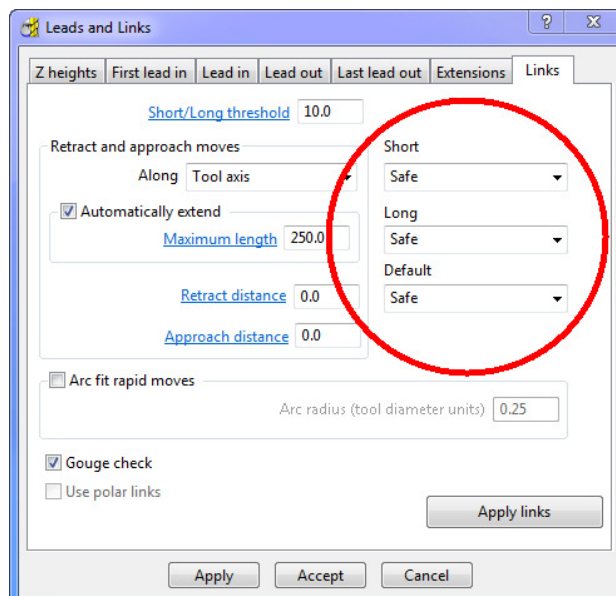 Leads and Links
?
Z heights First lead in Lead in Lead out Last lead out Extensions Links
Short/Long threshold 10.0
Retract and approach moves
Along Tool axis
Automatically extend
Maximum length 250.0
Retract distance 0.0
Approach distance 0.0
Short
Safe
Long
Safe
Default
Safe
Arc fit rapid moves
Arc radius (tool diameter units) 0.25
Gouge check
Use polar links
Apply links
Apply Accept Cancel